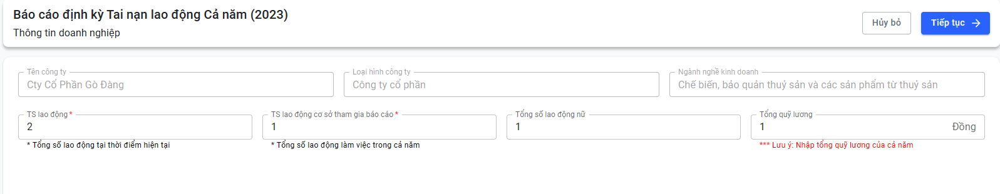 Báo cáo định kỳ Tai nạn lao động Cả năm (2023)
Thông tin doanh nghiệp
Hủy bỏ
Tiếp tục
Tên công ty
Cty Cổ Phần Gò Đàng
Loại hình công ty
Công ty cổ phần
Ngành nghề kinh doanh
Chế biến, bảo quản thuỷ sản và các sản phẩm từ thuỷ sản
TS lao động *
2
* Tổng số lao động tại thời điểm hiện tại
TS lao động cơ sở tham gia báo cáo *
1
* Tổng số lao động làm việc trong cả năm
Tổng số lao động nữ
1
Tổng quỹ lương
1 Đồng
*** Lưu ý: Nhập tổng quỹ lương của cả năm